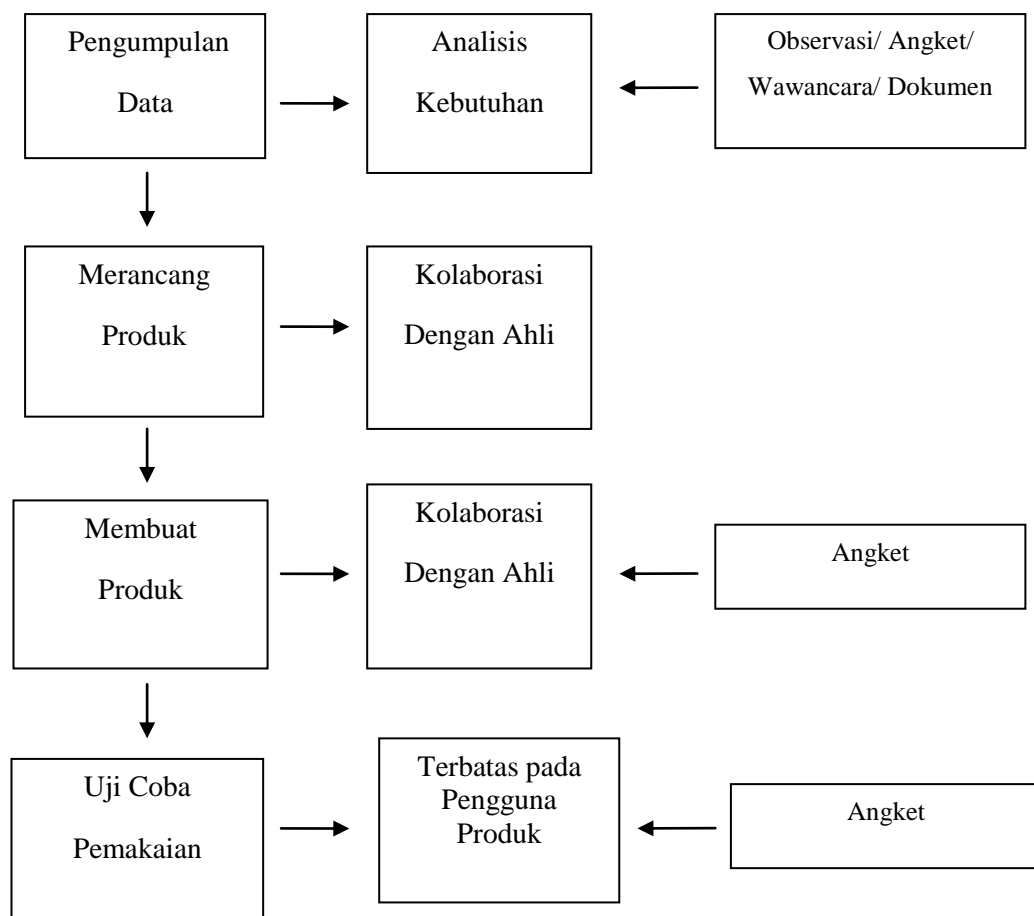 Pengumpulan
Data
Analisis
Kebutuhan
Observasi/ Angket/
Wawancara/ Dokumen
Merancang
Produk
Kolaborasi
Dengan Ahli
Membuat
Produk
Kolaborasi
Dengan Ahli
Angket
Uji Coba
Pemakaian
Terbatas pada
Pengguna
Produk
Angket